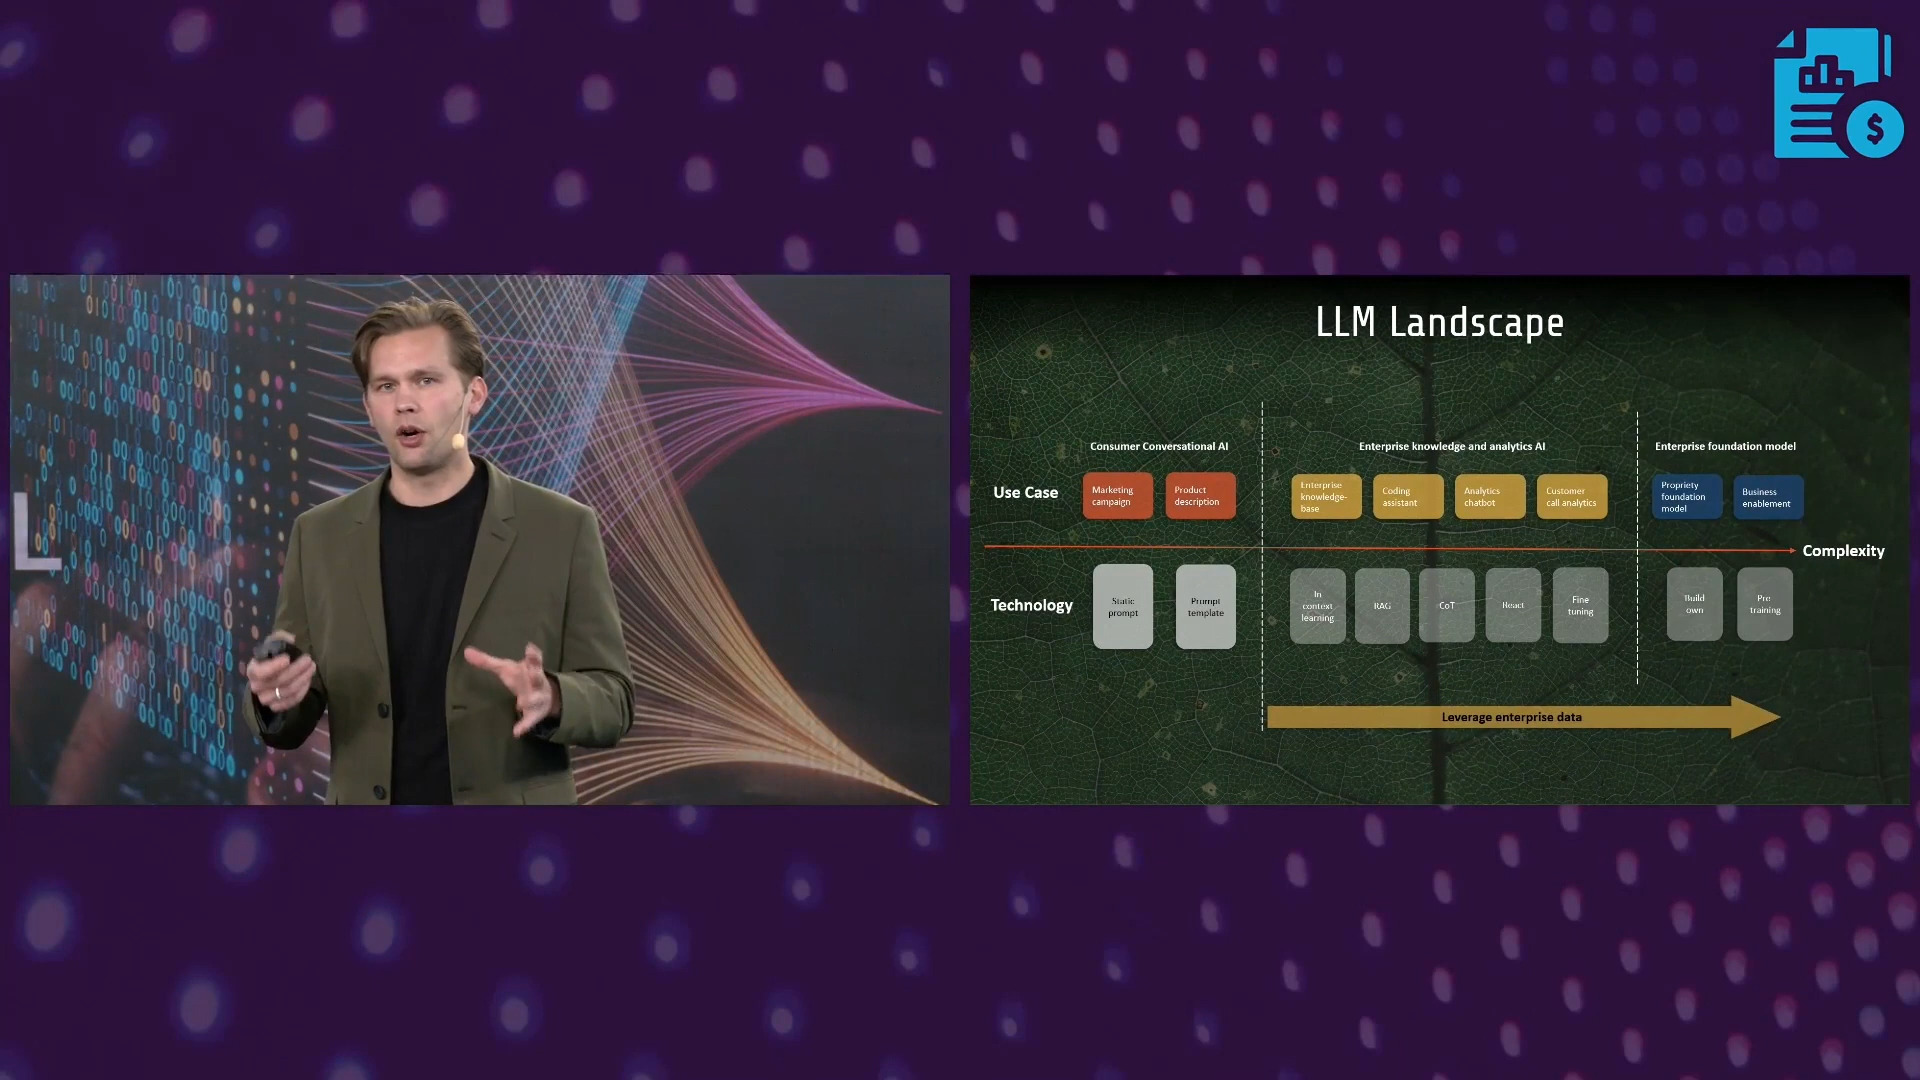 LLM Landscape
Consumer Conversational AI
Enterprise knowledge and analytics AI
Enterprise foundation model
Use Case
Marketing
campaign
Product
description
Enterprise
knowledge-
base
Coding
assistant
Analytics
chatbot
Customer
call analytics
Propriety
foundation
model
Business
enablement
Complexity
Technology
Static
prompt
Prompt
template
In
context
learning
RAG
CoT
React
Fine
tuning
Build
own
Pre
training
Leverage enterprise data
$
L